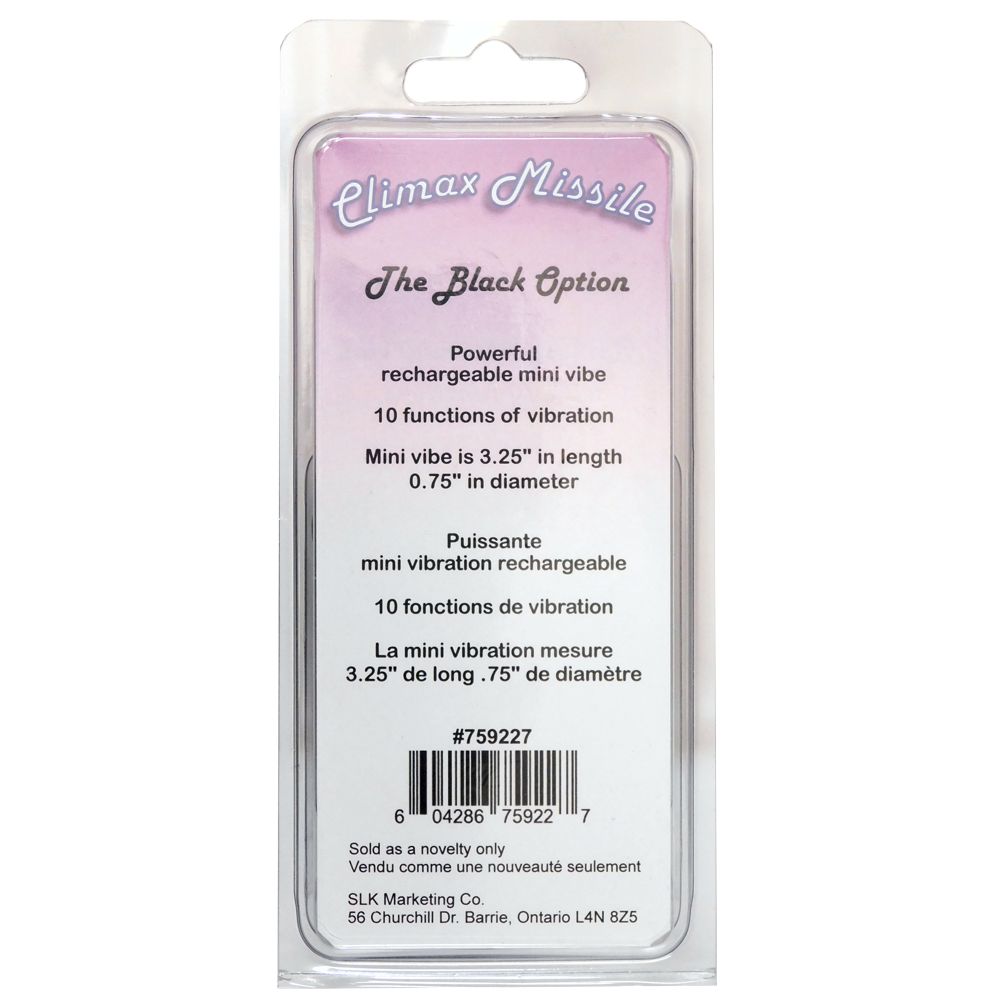 Climax Missile
The Black Option
Powerful
rechargeable mini vibe
10 functions of vibration
Mini vibe is 3.25" in length
0.75" in diameter
Puissante
mini vibration rechargeable
10 fonctions de vibration
La mini vibration mesure
3.25" de long .75" de diamètre
#759227
6 04286 75922 7
Sold as a novelty only
Vendu comme une nouveauté seulement
SLK Marketing Co.
56 Churchill Dr. Barrie, Ontario L4N 8Z5